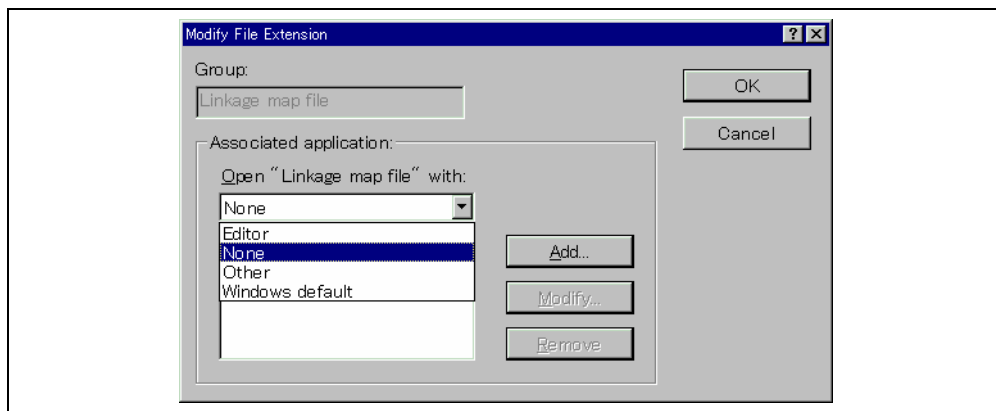 Modify File Extension
Group:
Linkage map file
OK
Cancel
Associated application:
Open "Linkage map file" with:
None
Editor
None
Other
Windows default
Add...
Modify...
Remove